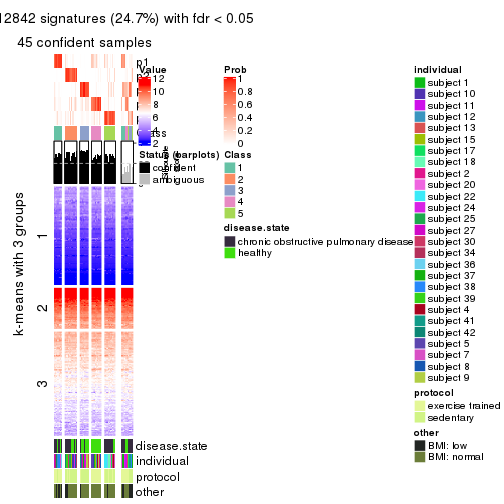 12842 signatures (24.7%) with fdr < 0.05
45 confident samples
p1
Value
12
10
8
6
4
2
Prob
1
0.8
0.6
0.4
0.2
0
Status (barplots)
confident
ambiguous
Class
1
2
3
4
5
disease.state
chronic obstructive pulmonary disease
healthy
k-means with 3 groups
1
2
3
disease.state
individual
protocol
other
individual
subject 1
subject 10
subject 11
subject 12
subject 13
subject 15
subject 17
subject 18
subject 2
subject 20
subject 22
subject 24
subject 25
subject 27
subject 30
subject 34
subject 36
subject 37
subject 38
subject 39
subject 4
subject 41
subject 42
subject 5
subject 7
subject 8
subject 9
protocol
exercise trained
sedentary
other
BMI: low
BMI: normal